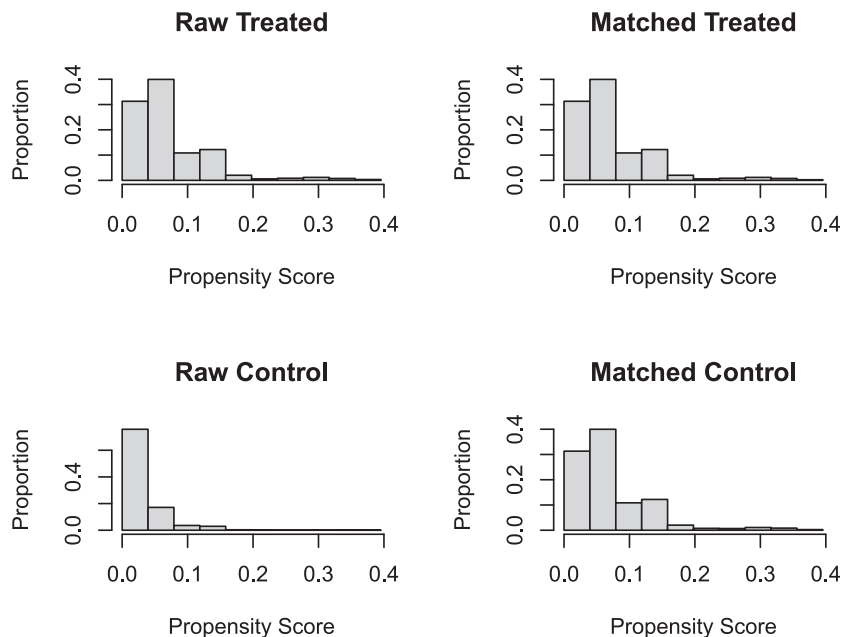 Raw Treated
Proportion
0.4
0.2
0.0
0.0 0.1 0.2 0.3 0.4
Propensity Score
Matched Treated
Proportion
0.4
0.2
0.0
0.0 0.1 0.2 0.3 0.4
Propensity Score
Raw Control
Proportion
0.4
0.0
0.0 0.1 0.2 0.3 0.4
Propensity Score
Matched Control
Proportion
0.4
0.2
0.0
0.0 0.1 0.2 0.3 0.4
Propensity Score